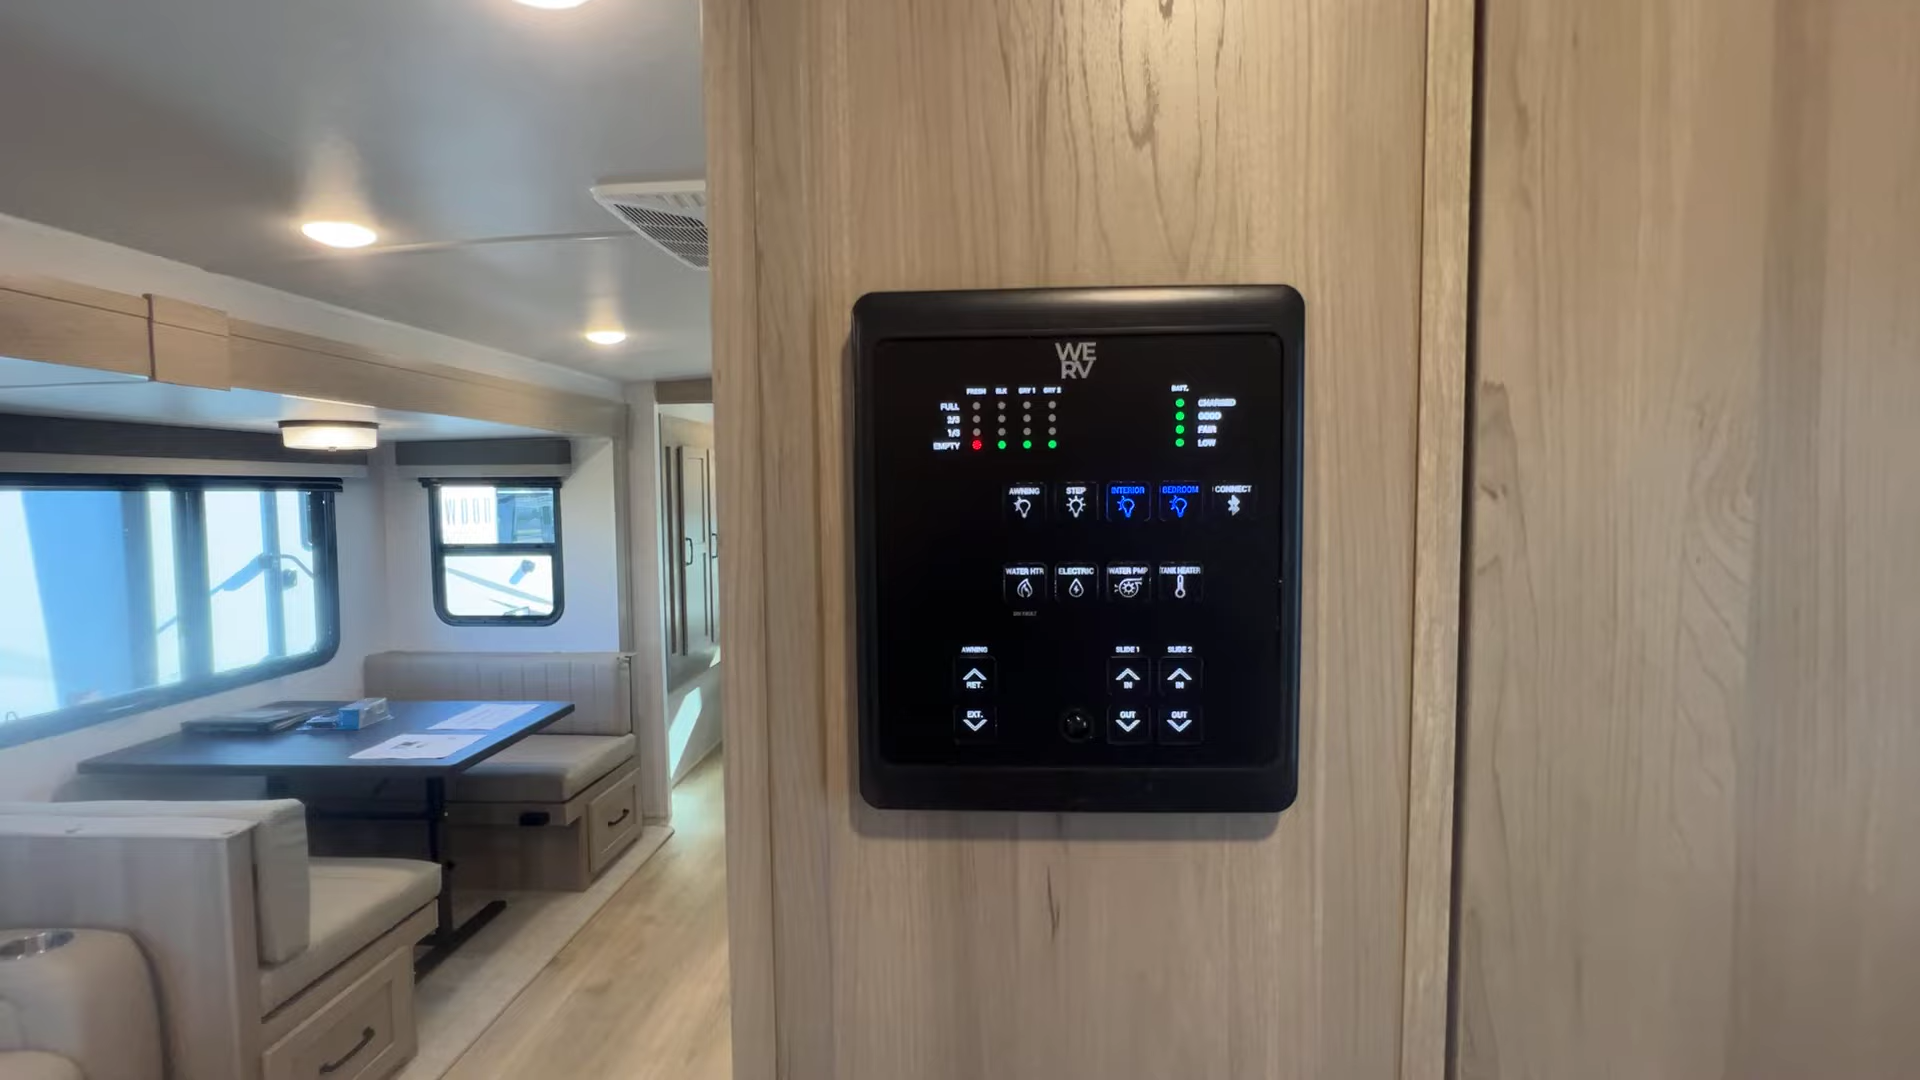 WE
RV
FRESH BLK GRY 1 GRY 2
BATT.
FULL
2/3
1/3
EMPTY
CHARGED
GOOD
FAIR
LOW
AWNING STEP INTERIOR BEDROOM CONNECT
WATER HTR ELECTRIC WATER PMP TANK HEATER
AWNING SLIDE 1 SLIDE 2
RET. IN IN
EXT. OUT OUT